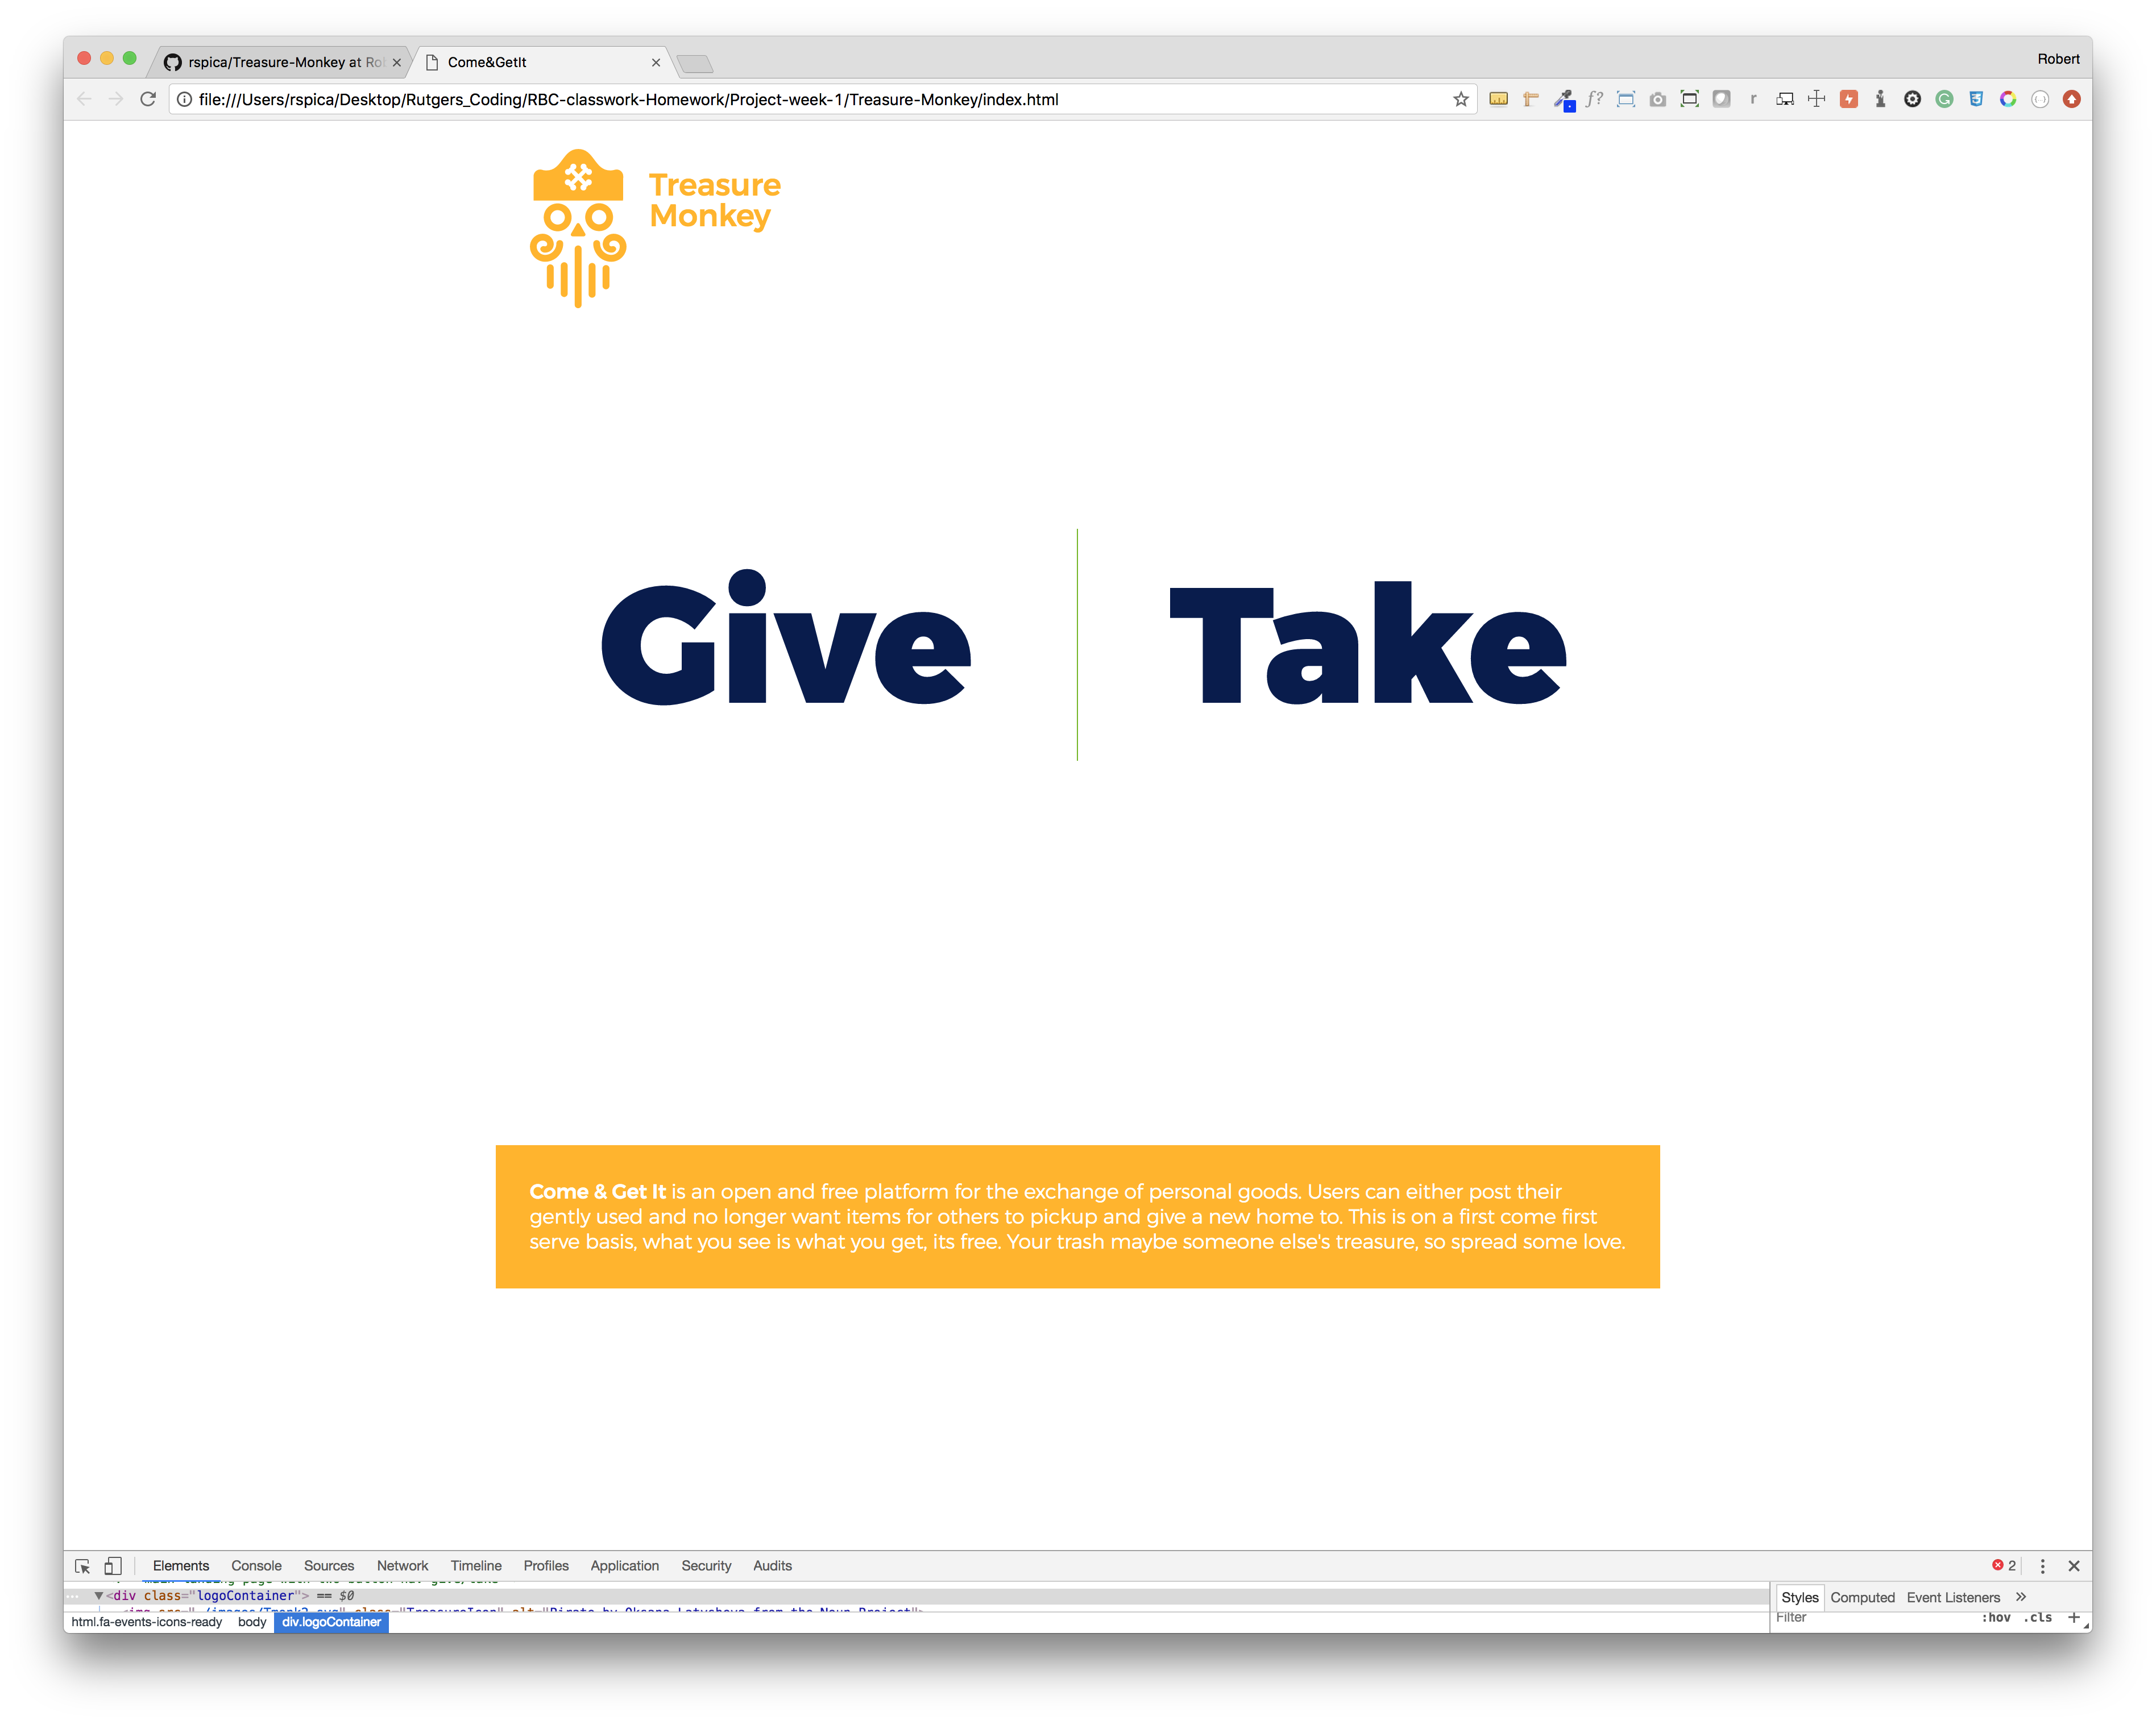 rspica/Treasure-Monkey at Ro
Come&GetIt
Robert
file:///Users/rspica/Desktop/Rutgers_Coding/RBC-classwork-Homework/Project-week-1/Treasure-Monkey/index.html
Treasure
Monkey
Give
Take
Come & Get It is an open and free platform for the exchange of personal goods. Users can either post their
gently used and no longer want items for others to pickup and give a new home to. This is on a first come first
serve basis, what you see is what you get, its free. Your trash maybe someone else's treasure, so spread some love.
Elements Console Sources Network Timeline Profiles Application Security Audits
2
<div class="logoContainer"> == $0
Styles Computed Event Listeners »
html.fa-events-icons-ready body div.logoContainer
Filter :hov .cls +